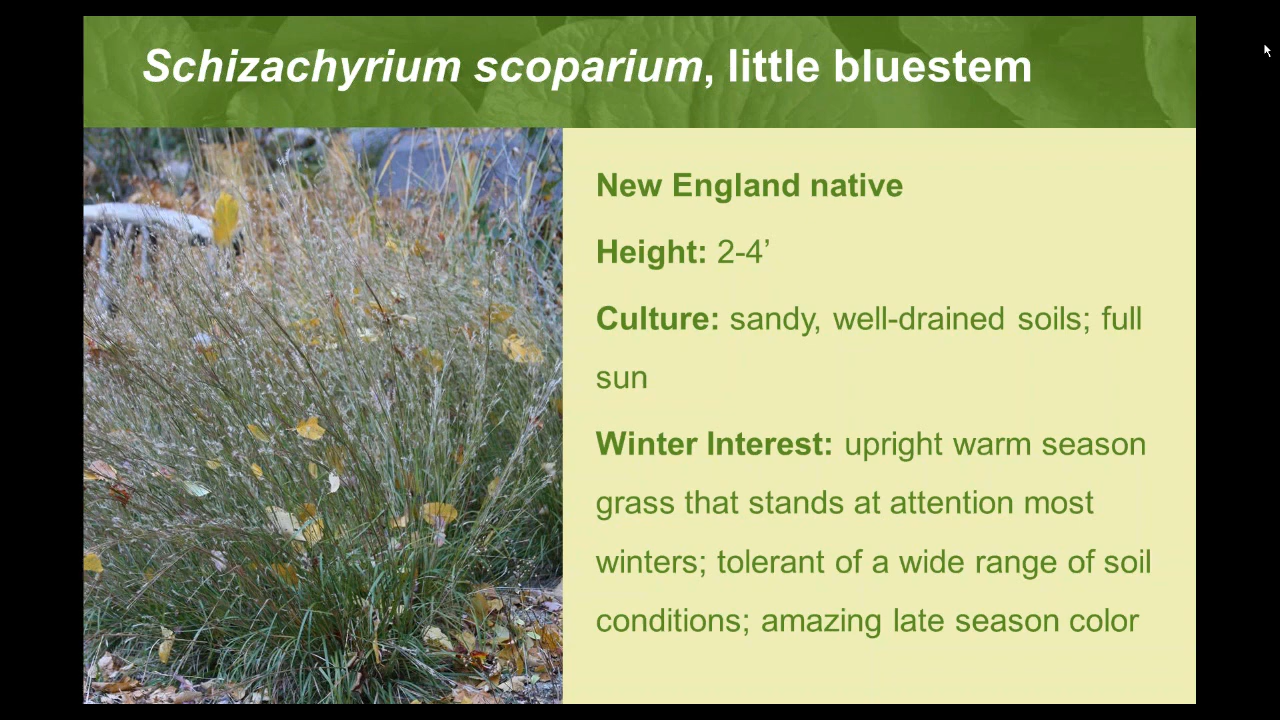 Schizachyrium scoparium, little bluestem
New England native
Height: 2-4’
Culture: sandy, well-drained soils; full
sun
Winter Interest: upright warm season
grass that stands at attention most
winters; tolerant of a wide range of soil
conditions; amazing late season color